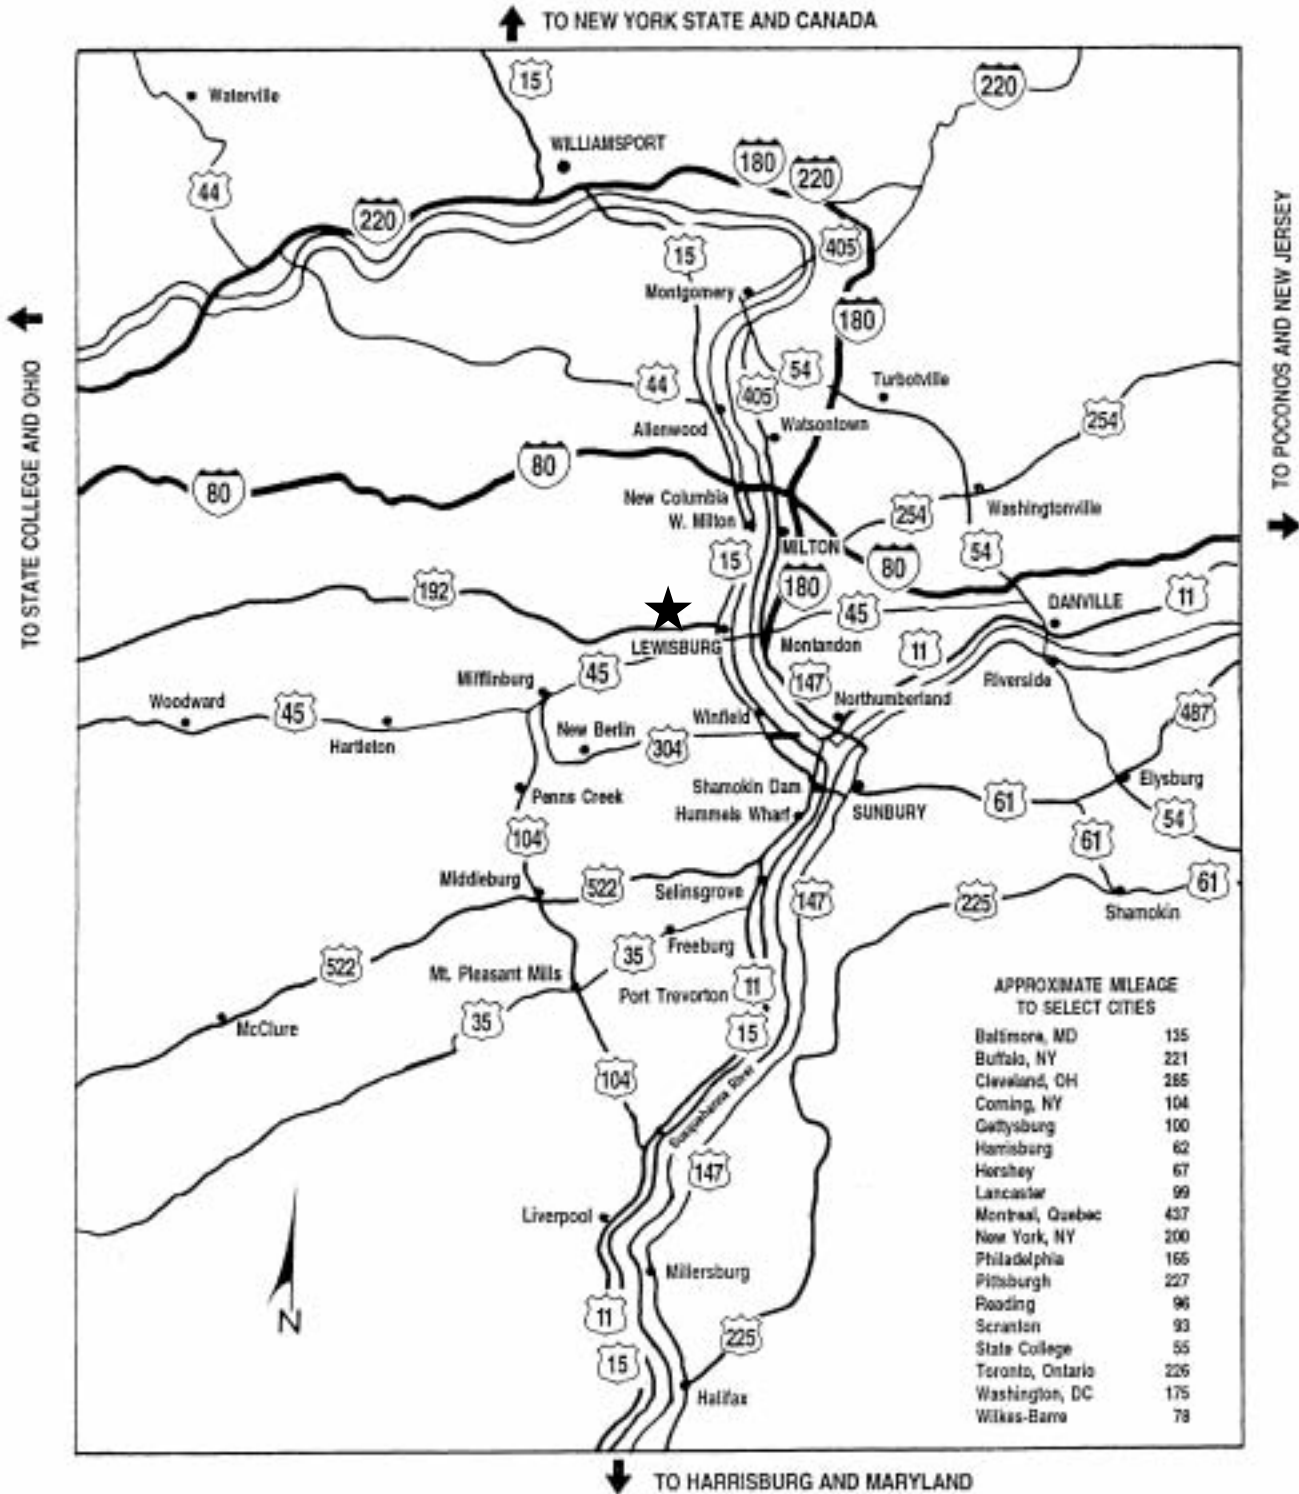 TO NEW YORK STATE AND CANADA
15
220
Waterville
WILLIAMSPORT
180
220
44
220
405
15
Montgomery
180
54
Turbotville
44
405
254
Allenwood
Watsontown
80
80
New Columbia
Washingtonville
W. Milton
254
MILTON
54
15
80
192
180
11
45
DANVILLE
LEWISBURG
Montandon
11
45
Mifflinburg
Riverside
147
Woodward
Northumberland
487
45
Winfield
New Berlin
Hartleton
304
Shamokin Dam
Elysburg
Penns Creek
61
SUNBURY
Hummels Wharf
54
104
61
Middleburg
522
Selinsgrove
61
147
225
Shamokin
Freeburg
35
522
Mt. Pleasant Mills
11
Port Trevorton
35
McClure
15
104
Susquehanna River
147
Liverpool
Millersburg
11
225
15
Halifax
N
APPROXIMATE MILEAGE
TO SELECT CITIES
Baltimore, MD 135
Buffalo, NY 221
Cleveland, OH 285
Corning, NY 104
Gettysburg 100
Harrisburg 62
Hershey 67
Lancaster 99
Montreal, Quebec 437
New York, NY 200
Philadelphia 165
Pittsburgh 227
Reading 96
Scranton 93
State College 55
Toronto, Ontario 226
Washington, DC 175
Wilkes-Barre 78
TO STATE COLLEGE AND OHIO
TO POCONOS AND NEW JERSEY
TO HARRISBURG AND MARYLAND